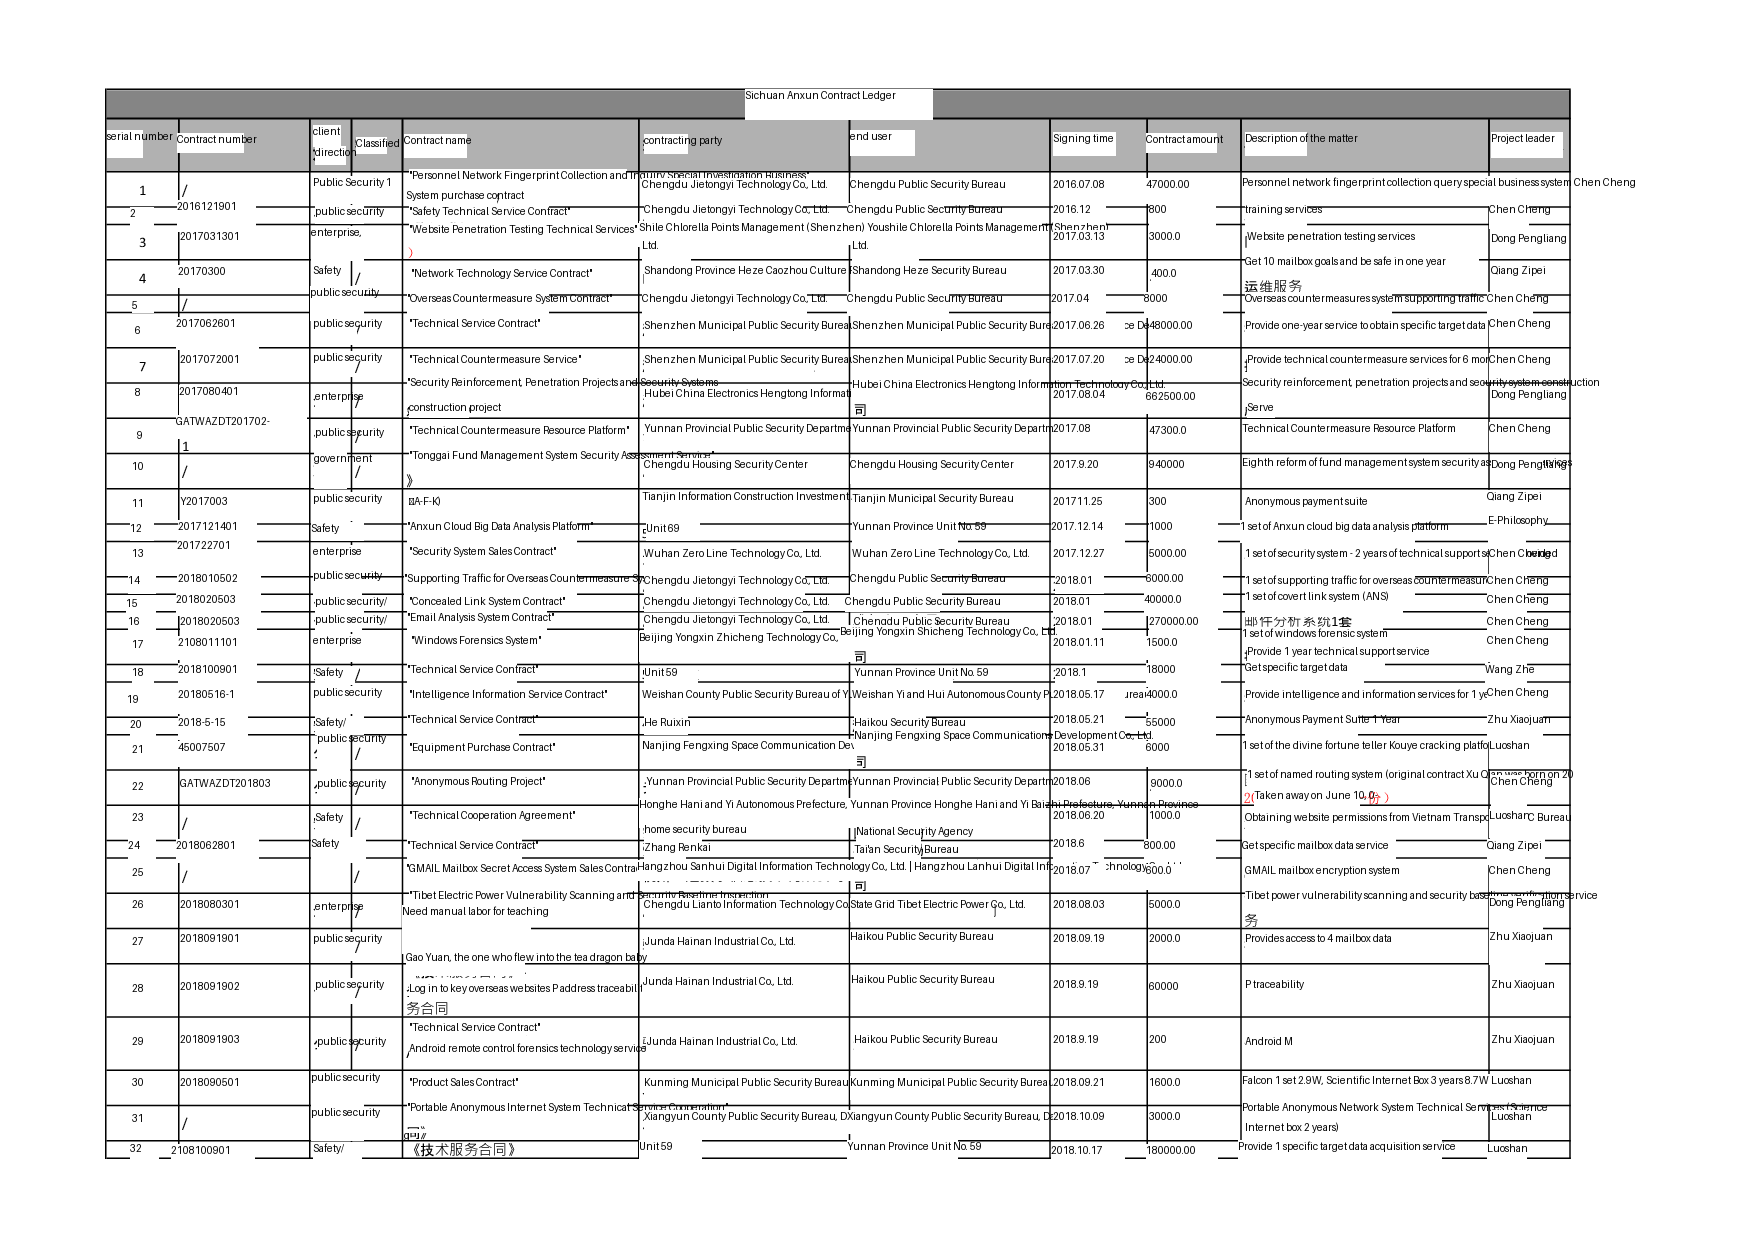 Sichuan Anxun Contract Ledger
serial number Contract number client direction Classified Contract name contracting party end user Signing time Contract amount Description of the matter Project leader
1 / Public Security 1 "Personnel Network Fingerprint Collection and Inquiry Special Investigation Business" System purchase contract Chengdu Jietongyi Technology Co., Ltd. Chengdu Public Security Bureau 2016.07.08 47000.00 Personnel network fingerprint collection query special business system Chen Cheng
2 2016121901 public security "Safety Technical Service Contract" Chengdu Jietongyi Technology Co., Ltd. Chengdu Public Security Bureau 2016.12 800 training services Chen Cheng
3 2017031301 enterprise, "Website Penetration Testing Technical Services" ) Shile Chlorella Points Management (Shenzhen) Ltd. Youshile Chlorella Points Management (Shenzhen) Ltd. 2017.03.13 3000.0 Website penetration testing services Dong Pengliang
4 20170300 Safety / "Network Technology Service Contract" Shandong Province Heze Caozhou Culture Shandong Heze Security Bureau 2017.03.30 400.0 Get 10 mailbox goals and be safe in one year 运维服务 Qiang Zipei
5 / public security "Overseas Countermeasure System Contract" Chengdu Jietongyi Technology Co., Ltd. Chengdu Public Security Bureau 2017.04 8000 Overseas countermeasures system supporting traffic Chen Cheng
6 2017062601 public security / "Technical Service Contract" Shenzhen Municipal Public Security Burea Shenzhen Municipal Public Security Bure 2017.06.26 ce De 48000.00 Provide one-year service to obtain specific target data Chen Cheng
7 2017072001 public security / "Technical Countermeasure Service" Shenzhen Municipal Public Security Burea Shenzhen Municipal Public Security Bure 2017.07.20 ce De 24000.00 Provide technical countermeasure services for 6 mon Chen Cheng
8 2017080401 enterprise / "Security Reinforcement, Penetration Projects and Security Systems construction project Hubei China Electronics Hengtong Informati Hubei China Electronics Hengtong Information Technology Co., Ltd. 司 2017.08.04 662500.00 Security reinforcement, penetration projects and security system construction Serve Dong Pengliang
9 GATWAZDT201702- 1 public security / "Technical Countermeasure Resource Platform" Yunnan Provincial Public Security Departme Yunnan Provincial Public Security Departm 2017.08 47300.0 Technical Countermeasure Resource Platform Chen Cheng
10 / government / "Tonggai Fund Management System Security Assessment Service" 》 Chengdu Housing Security Center Chengdu Housing Security Center 2017.9.20 940000 Eighth reform of fund management system security as Dong Pengliang
11 Y2017003 public security A-F-K) Tianjin Information Construction Investment Tianjin Municipal Security Bureau 201711.25 300 Anonymous payment suite Qiang Zipei
12 2017121401 Safety "Anxun Cloud Big Data Analysis Platform" Unit 69 Yunnan Province Unit No. 59 2017.12.14 1000 1 set of Anxun cloud big data analysis platform E-Philosophy
13 201722701 enterprise "Security System Sales Contract" Wuhan Zero Line Technology Co., Ltd. Wuhan Zero Line Technology Co., Ltd. 2017.12.27 5000.00 1 set of security system - 2 years of technical support Chen Cheng
14 2018010502 public security "Supporting Traffic for Overseas Countermeasure Sy Chengdu Jietongyi Technology Co., Ltd. Chengdu Public Security Bureau 2018.01 6000.00 1 set of supporting traffic for overseas countermeasur Chen Cheng
15 2018020503 public security/ "Concealed Link System Contract" Chengdu Jietongyi Technology Co., Ltd. Chengdu Public Security Bureau 2018.01 40000.0 1 set of covert link system (ANS) Chen Cheng
16 2018020503 public security/ "Email Analysis System Contract" Chengdu Jietongyi Technology Co., Ltd. Chengdu Public Security Bureau 2018.01 270000.00 邮件分析系统1套 Chen Cheng
17 2108011101 enterprise "Windows Forensics System" Beijing Yongxin Zhicheng Technology Co., Beijing Yongxin Shicheng Technology Co., Ltd. 司 2018.01.11 1500.0 1 set of windows forensic system Provide 1 year technical support service Chen Cheng
18 2018100901 Safety / "Technical Service Contract" Unit 59 Yunnan Province Unit No. 59 2018.1 18000 Get specific target data Wang Zhe
19 20180516-1 public security "Intelligence Information Service Contract" Weishan County Public Security Bureau of Y Weishan Yi and Hui Autonomous County P 2018.05.17 ureau 4000.0 Provide intelligence and information services for 1 ye Chen Cheng
20 2018-5-15 Safety/ "Technical Service Contract" He Ruixin Haikou Security Bureau 2018.05.21 55000 Anonymous Payment Suite 1 Year Zhu Xiaojuan
21 45007507 public security / "Equipment Purchase Contract" Nanjing Fengxing Space Communication Dev Nanjing Fengxing Space Communications Development Co., Ltd. 司 2018.05.31 6000 1 set of the divine fortune teller Kouye cracking platfo Luoshan
22 GATWAZDT201803 public security / "Anonymous Routing Project" Yunnan Provincial Public Security Departme Yunnan Provincial Public Security Departm 2018.06 9000.0 1 set of named routing system (original contract Xu Qian was born on 20 Taken away on June 10, 0 份) Chen Cheng
23 / Safety / "Technical Cooperation Agreement" Honghe Hani and Yi Autonomous Prefecture, Yunnan Province home security bureau Honghe Hani and Yi Baizhi Prefecture, Yunnan Province National Security Agency 2018.06.20 1000.0 Obtaining website permissions from Vietnam Transpo C Bureau Luoshan
24 2018062801 Safety "Technical Service Contract" Zhang Renkai Tai'an Security Bureau 2018.6 800.00 Get specific mailbox data service Qiang Zipei
25 / / "GMAIL Mailbox Secret Access System Sales Contra Hangzhou Sanhui Digital Information Technology Co., Ltd. | Hangzhou Lanhui Digital Information Technology 司 2018.07 600.0 GMAIL mailbox encryption system Chen Cheng
26 2018080301 enterprise / "Tibet Electric Power Vulnerability Scanning and Security Baseline Inspection Need manual labor for teaching Chengdu Lianto Information Technology Co State Grid Tibet Electric Power Co., Ltd. 2018.08.03 5000.0 Tibet power vulnerability scanning and security baseline verification service 务 Dong Pengliang
27 2018091901 public security / Gao Yuan, the one who flew into the tea dragon baby Junda Hainan Industrial Co., Ltd. Haikou Public Security Bureau 2018.09.19 2000.0 Provides access to 4 mailbox data Zhu Xiaojuan
28 2018091902 public security / Log in to key overseas websites P address traceabili 务合同 Junda Hainan Industrial Co., Ltd. Haikou Public Security Bureau 2018.9.19 60000 P traceability Zhu Xiaojuan
29 2018091903 public security / "Technical Service Contract" Android remote control forensics technology service Junda Hainan Industrial Co., Ltd. Haikou Public Security Bureau 2018.9.19 200 Android M Zhu Xiaojuan
30 2018090501 public security "Product Sales Contract" Kunming Municipal Public Security Bureau Kunming Municipal Public Security Burea 2018.09.21 1600.0 Falcon 1 set 2.9W, Scientific Internet Box 3 years 8.7W Luoshan
31 / public security "Portable Anonymous Internet System Technical Service Cooperation" 同》 Xiangyun County Public Security Bureau, D Xiangyun County Public Security Bureau, Da 2018.10.09 3000.0 Portable Anonymous Network System Technical Services (Science Internet box 2 years) Luoshan
32 2108100901 Safety/ 《技术服务合同》 Unit 59 Yunnan Province Unit No. 59 2018.10.17 180000.00 Provide 1 specific target data acquisition service Luoshan